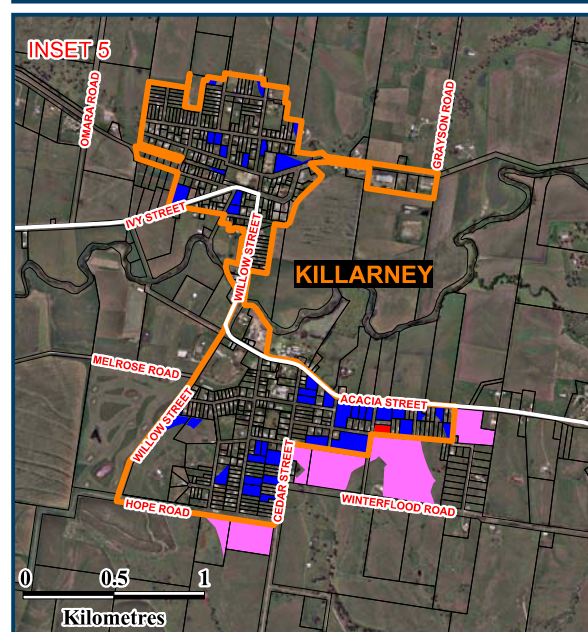 INSET 5
OMARA ROAD
GRAYSON ROAD
IVY STREET
WILLOW STREET
KILLARNEY
MELROSE ROAD
ACACIA STREET
WILLOW STREET
CEDAR STREET
HOPE ROAD
WINTERFLOOD ROAD
0 0.5 1
Kilometres